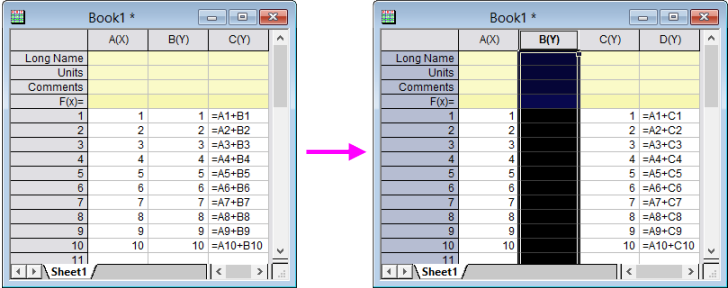 Book1 *
A(X) B(Y) C(Y)
Long Name
Units
Comments
F(x)=
1 1 1 =A1+B1
2 2 2 =A2+B2
3 3 3 =A3+B3
4 4 4 =A4+B4
5 5 5 =A5+B5
6 6 6 =A6+B6
7 7 7 =A7+B7
8 8 8 =A8+B8
9 9 9 =A9+B9
10 10 10 =A10+B10
11
Sheet1
Book1 *
A(X) B(Y) C(Y) D(Y)
Long Name
Units
Comments
F(x)=
1 1 1 =A1+C1
2 2 2 =A2+C2
3 3 3 =A3+C3
4 4 4 =A4+C4
5 5 5 =A5+C5
6 6 6 =A6+C6
7 7 7 =A7+C7
8 8 8 =A8+C8
9 9 9 =A9+C9
10 10 10 =A10+C10
11
Sheet1